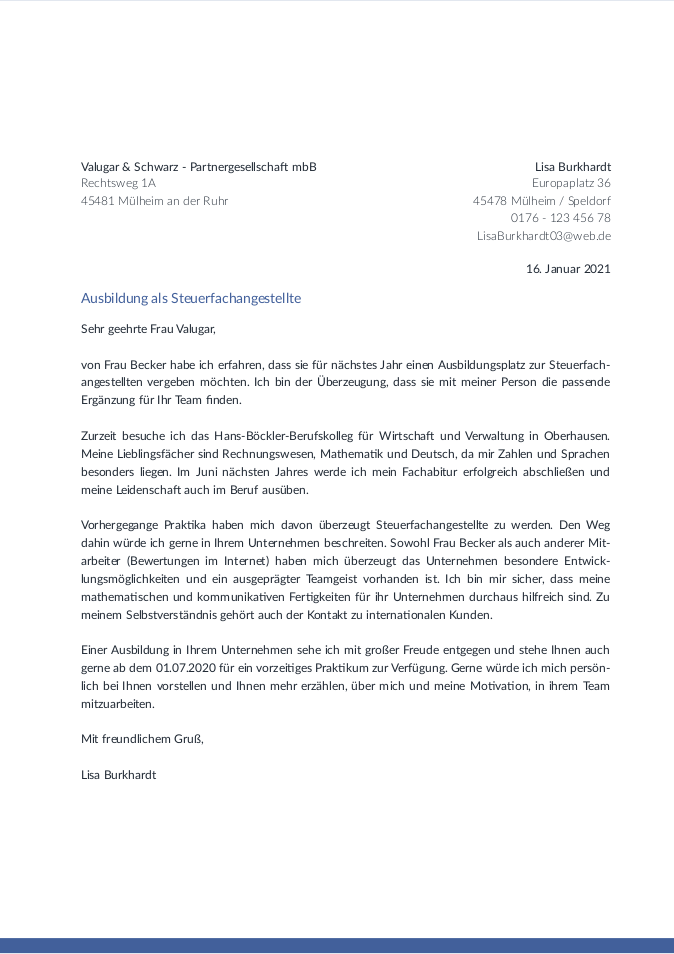 Valugar & Schwarz - Partnergesellschaft mbB
Rechtsweg 1A
45481 Mülheim an der Ruhr
Lisa Burkhardt
Europaplatz 36
45478 Mülheim / Speldorf
0176 - 123 456 78
LisaBurkhardt03@web.de
16. Januar 2021
Ausbildung als Steuerfachangestellte
Sehr geehrte Frau Valugar,
von Frau Becker habe ich erfahren, dass sie für nächstes Jahr einen Ausbildungsplatz zur Steuerfach-
angestellten vergeben möchten. Ich bin der Überzeugung, dass sie mit meiner Person die passende
Ergänzung für Ihr Team finden.
Zurzeit besuche ich das Hans-Böckler-Berufskolleg für Wirtschaft und Verwaltung in Oberhausen.
Meine Lieblingsfächer sind Rechnungswesen, Mathematik und Deutsch, da mir Zahlen und Sprachen
besonders liegen. Im Juni nächsten Jahres werde ich mein Fachabitur erfolgreich abschließen und
meine Leidenschaft auch im Beruf ausüben.
Vorhergegange Praktika haben mich davon überzeugt Steuerfachangestellte zu werden. Den Weg
dahin würde ich gerne in Ihrem Unternehmen beschreiten. Sowohl Frau Becker als auch anderer Mit-
arbeiter (Bewertungen im Internet) haben mich überzeugt das Unternehmen besondere Entwick-
lungsmöglichkeiten und ein ausgeprägter Teamgeist vorhanden ist. Ich bin mir sicher, dass meine
mathematischen und kommunikativen Fertigkeiten für ihr Unternehmen durchaus hilfreich sind. Zu
meinem Selbstverständnis gehört auch der Kontakt zu internationalen Kunden.
Einer Ausbildung in Ihrem Unternehmen sehe ich mit großer Freude entgegen und stehe Ihnen auch
gerne ab dem 01.07.2020 für ein vorzeitiges Praktikum zur Verfügung. Gerne würde ich mich persön-
lich bei Ihnen vorstellen und Ihnen mehr erzählen, über mich und meine Motivation, in ihrem Team
mitzuarbeiten.
Mit freundlichem Gruß,
Lisa Burkhardt